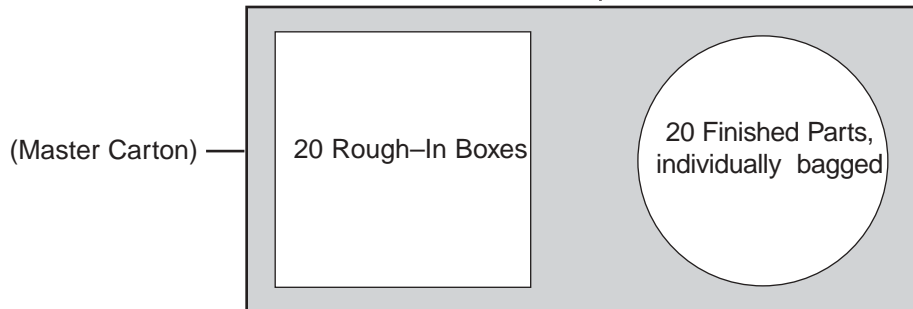 (Master Carton)
20 Rough–In Boxes
20 Finished Parts,
individually bagged